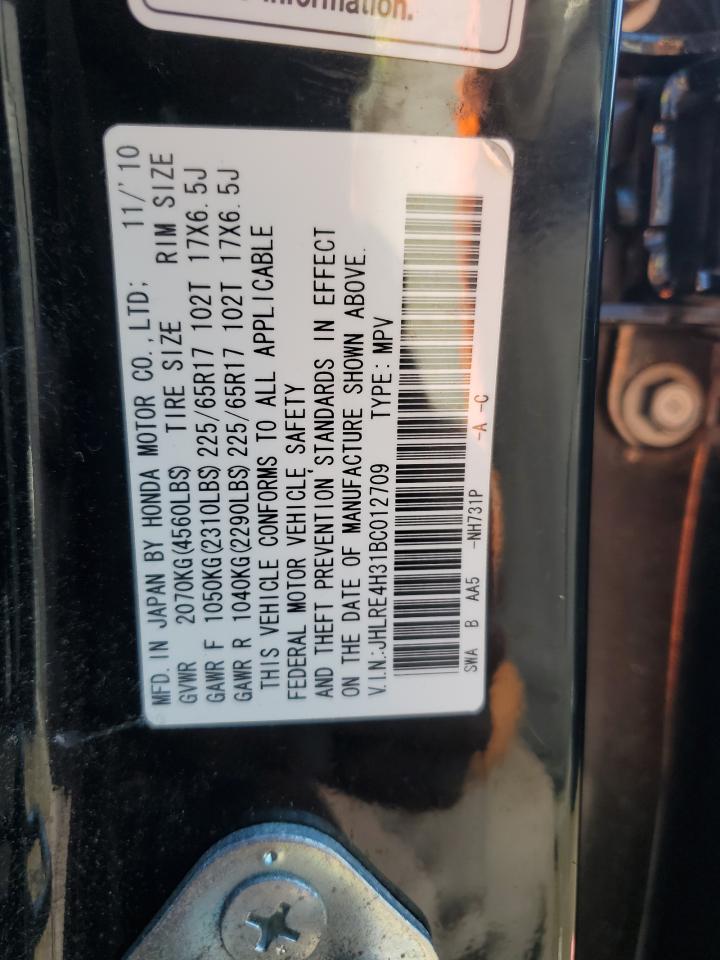 information.
MFD. IN JAPAN BY HONDA MOTOR CO., LTD; 11/'10
GVWR 2070KG(4560LBS) TIRE SIZE RIM SIZE
GAWR F 1050KG(2310LBS) 225/65R17 102T 17X6.5J
GAWR R 1040KG(2290LBS) 225/65R17 102T 17X6.5J
THIS VEHICLE CONFORMS TO ALL APPLICABLE
FEDERAL MOTOR VEHICLE SAFETY
AND THEFT PREVENTION STANDARDS IN EFFECT
ON THE DATE OF MANUFACTURE SHOWN ABOVE.
V.I.N.:JHLRE4H31BC012709 TYPE: MPV
SWA B AA5 -NH731P -A -C